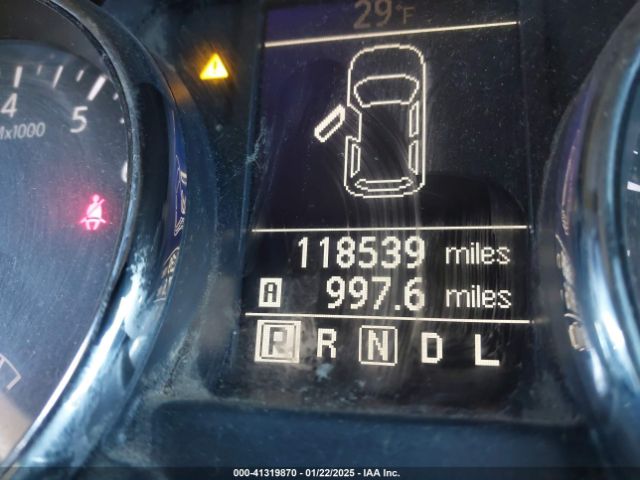 29°F
4
5
x1000
118539 miles
A 997.6 miles
P R N D L
000-41319870 - 01/22/2025 - IAA Inc.